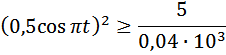 (0,5cos πt)² ≥ 5 / (0,04 · 10³)